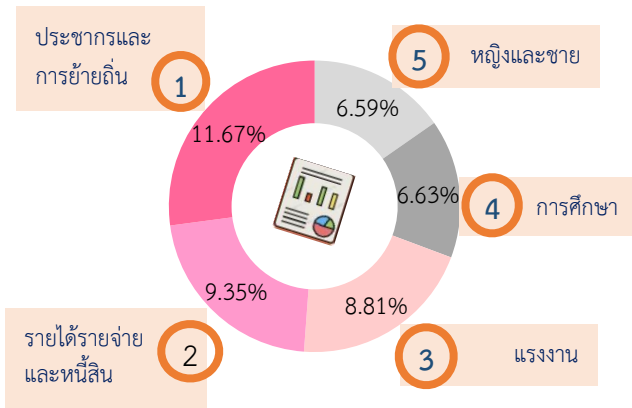 ประชากรและ
การย้ายถิ่น
1
11.67%
5
หญิงและชาย
6.59%
4
การศึกษา
6.63%
3
แรงงาน
8.81%
2
รายได้รายจ่าย
และหนี้สิน
9.35%